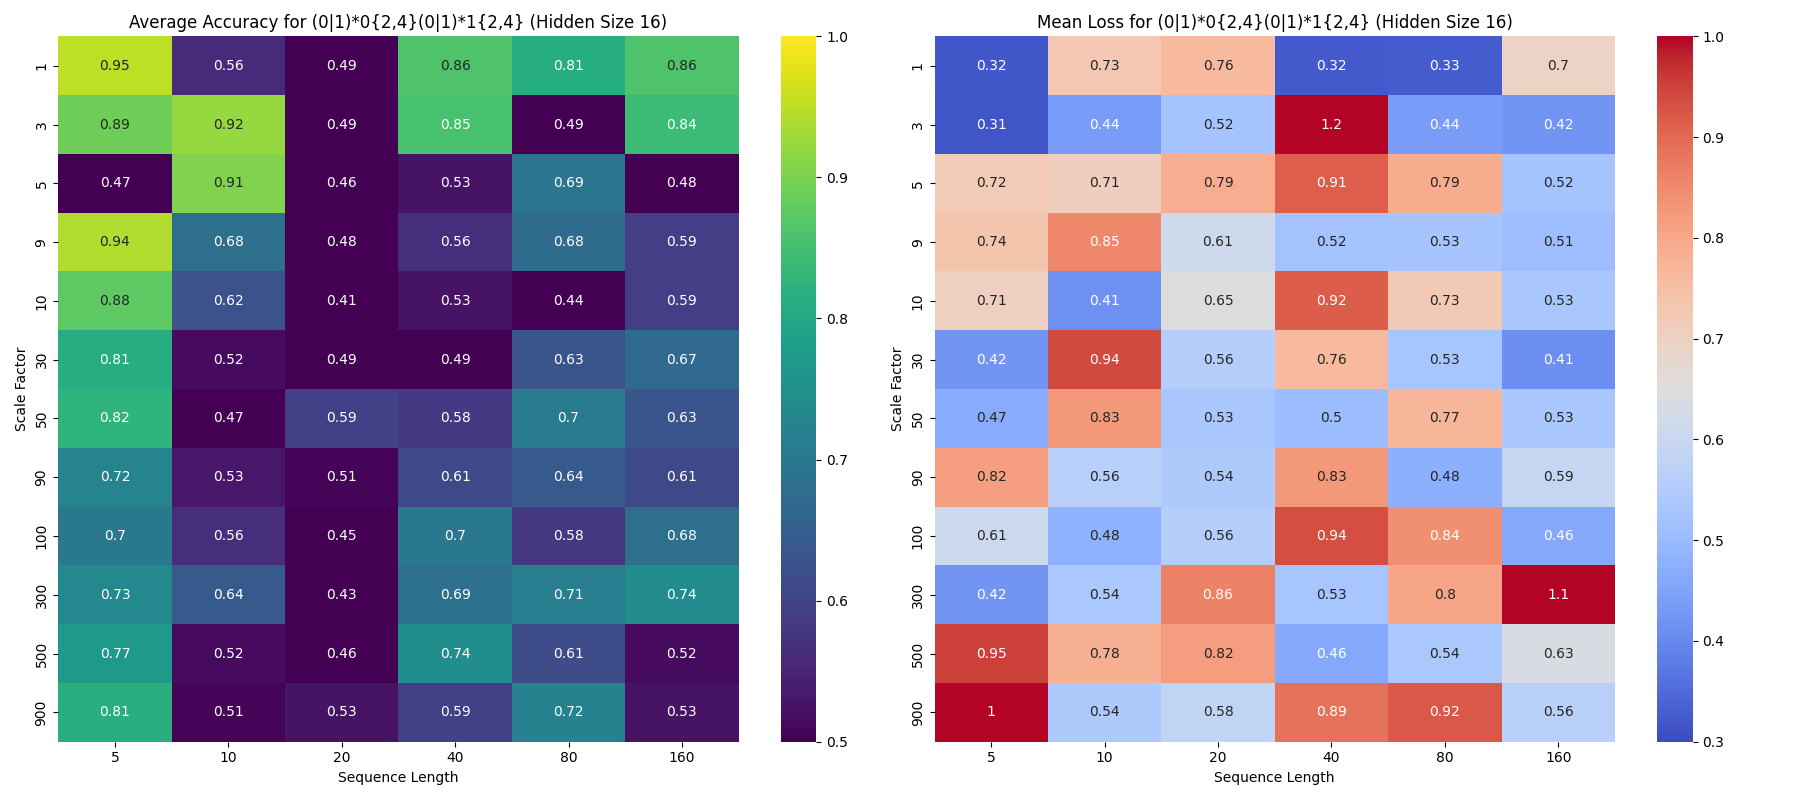 Average Accuracy for (0|1)*0{2,4}(0|1)*1{2,4} (Hidden Size 16)
Scale Factor
1 0.95 0.56 0.49 0.86 0.81 0.86
3 0.89 0.92 0.49 0.85 0.49 0.84
5 0.47 0.91 0.46 0.53 0.69 0.48
9 0.94 0.68 0.48 0.56 0.68 0.59
10 0.88 0.62 0.41 0.53 0.44 0.59
30 0.81 0.52 0.49 0.49 0.63 0.67
50 0.82 0.47 0.59 0.58 0.7 0.63
90 0.72 0.53 0.51 0.61 0.64 0.61
100 0.7 0.56 0.45 0.7 0.58 0.68
300 0.73 0.64 0.43 0.69 0.71 0.74
500 0.77 0.52 0.46 0.74 0.61 0.52
900 0.81 0.51 0.53 0.59 0.72 0.53
5 10 20 40 80 160
Sequence Length
1.0
0.9
0.8
0.7
0.6
0.5
Mean Loss for (0|1)*0{2,4}(0|1)*1{2,4} (Hidden Size 16)
Scale Factor
1 0.32 0.73 0.76 0.32 0.33 0.7
3 0.31 0.44 0.52 1.2 0.44 0.42
5 0.72 0.71 0.79 0.91 0.79 0.52
9 0.74 0.85 0.61 0.52 0.53 0.51
10 0.71 0.41 0.65 0.92 0.73 0.53
30 0.42 0.94 0.56 0.76 0.53 0.41
50 0.47 0.83 0.53 0.5 0.77 0.53
90 0.82 0.56 0.54 0.83 0.48 0.59
100 0.61 0.48 0.56 0.94 0.84 0.46
300 0.42 0.54 0.86 0.53 0.8 1.1
500 0.95 0.78 0.82 0.46 0.54 0.63
900 1 0.54 0.58 0.89 0.92 0.56
5 10 20 40 80 160
Sequence Length
1.0
0.9
0.8
0.7
0.6
0.5
0.4
0.3